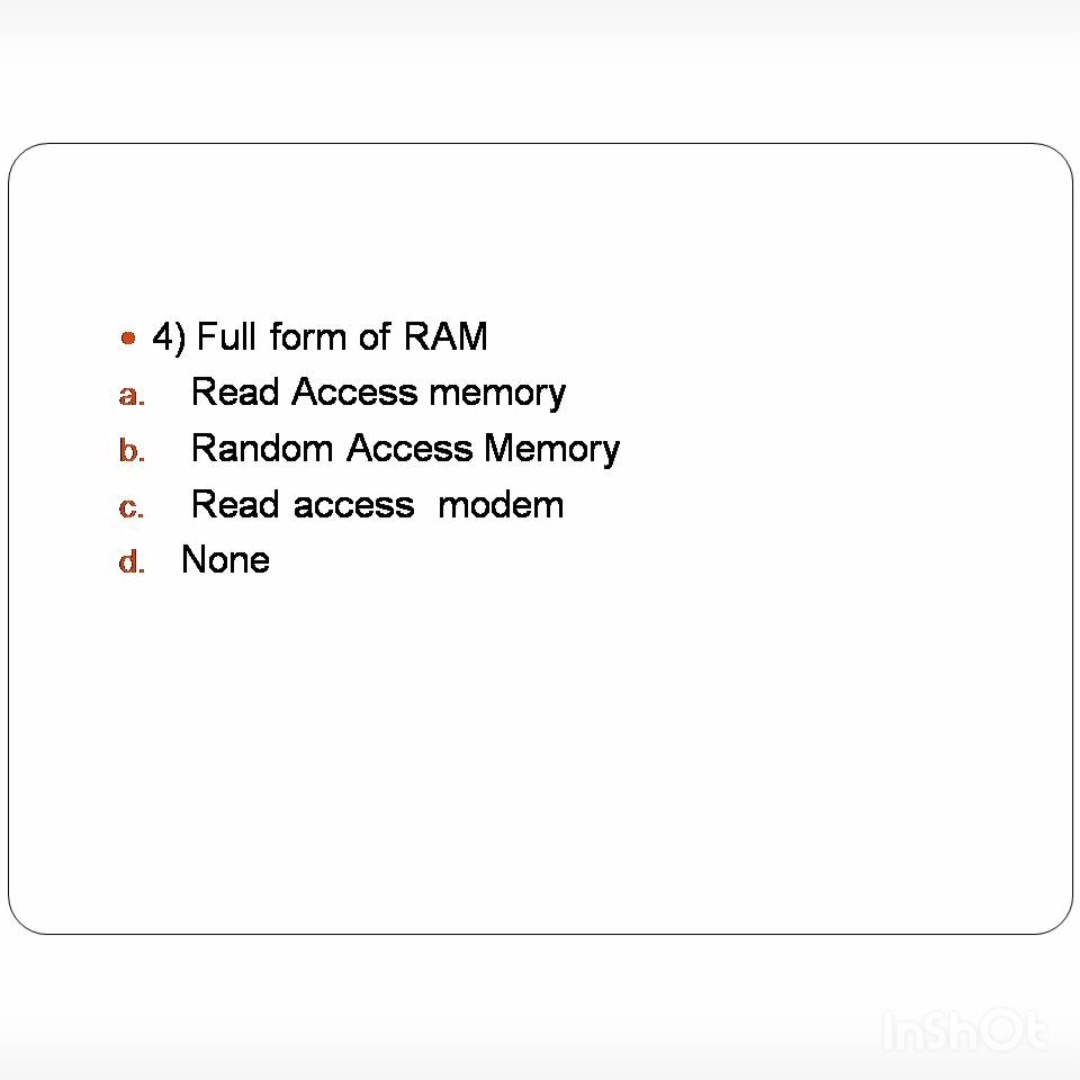 • 4) Full form of RAM
a. Read Access memory
b. Random Access Memory
c. Read access modem
d. None
InShOt